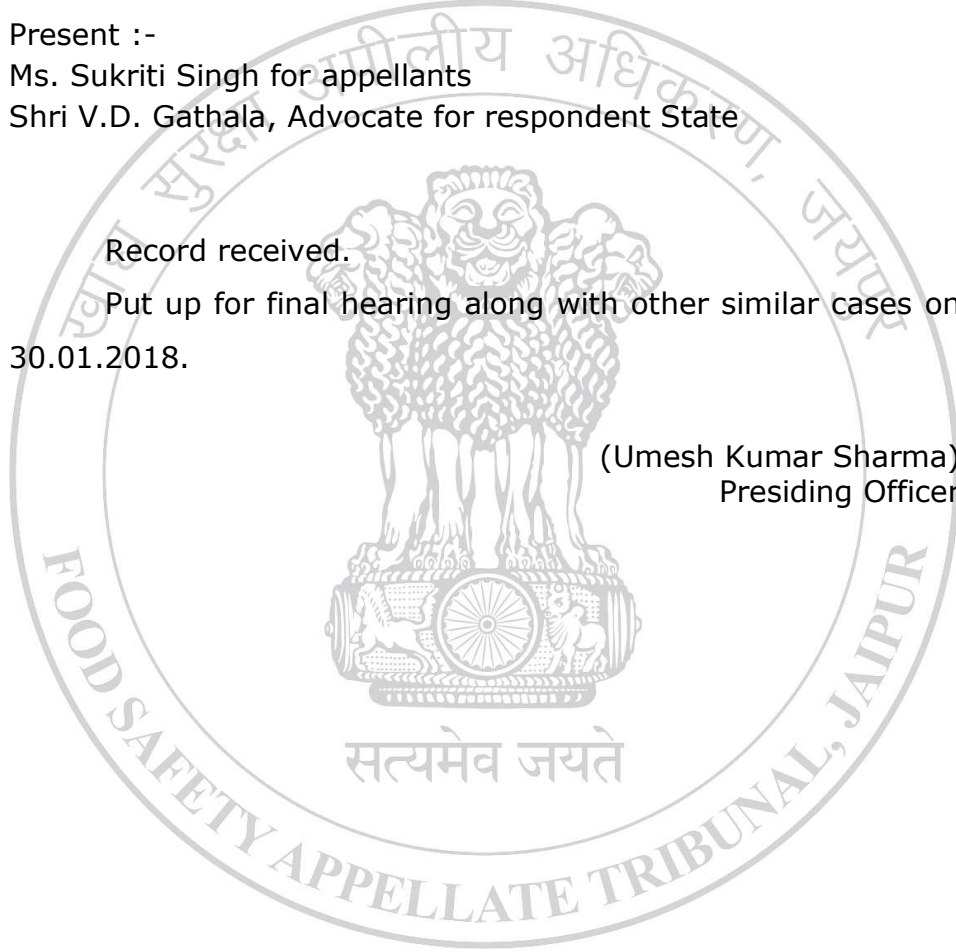 Present :-
Ms. Sukriti Singh for appellants
Shri V.D. Gathala, Advocate for respondent State
खाद्य सुरक्षा अपीलीय अधिकरण, जयपुर
Record received.
Put up for final hearing along with other similar cases on
30.01.2018.
(Umesh Kumar Sharma)
Presiding Officer
सत्यमेव जयते
FOOD SAFETY APPELLATE TRIBUNAL, JAIPUR